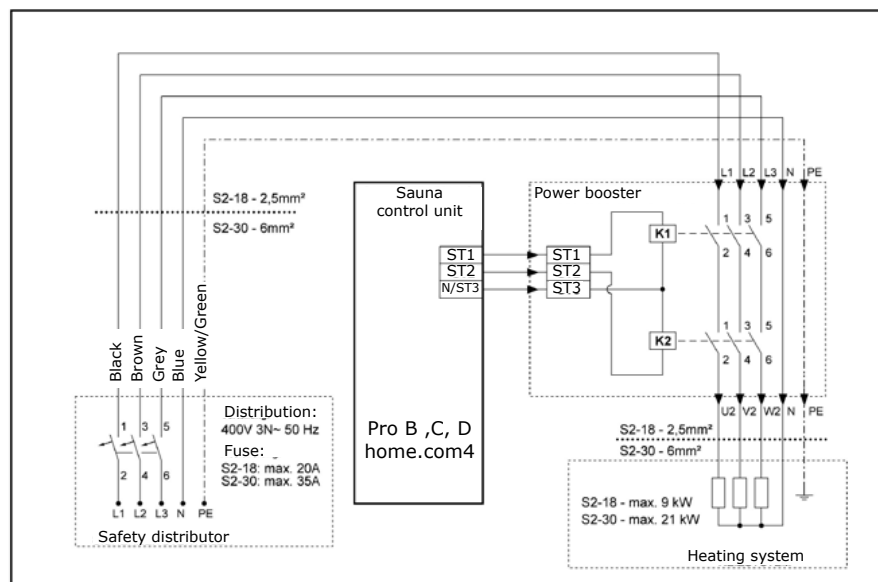 L1 L2 L3 N PE
Sauna
control unit
Power booster
S2-18 - 2,5mm²
S2-30 - 6mm²
1 3 5
K1
2 4 6
ST1
ST2
N/ST3
ST1
ST2
ST3
1 3 5
K2
2 4 6
Black
Brown
Grey
Blue
Yellow/Green
U2 V2 W2 N PE
Distribution:
400V 3N~ 50 Hz
Fuse:
S2-18: max. 20A
S2-30: max. 35A
1 3 5
2 4 6
L1 L2 L3 N PE
Safety distributor
Pro B ,C, D
home.com4
S2-18 - 2,5mm²
S2-30 - 6mm²
S2-18 - max. 9 kW
S2-30 - max. 21 kW
Heating system